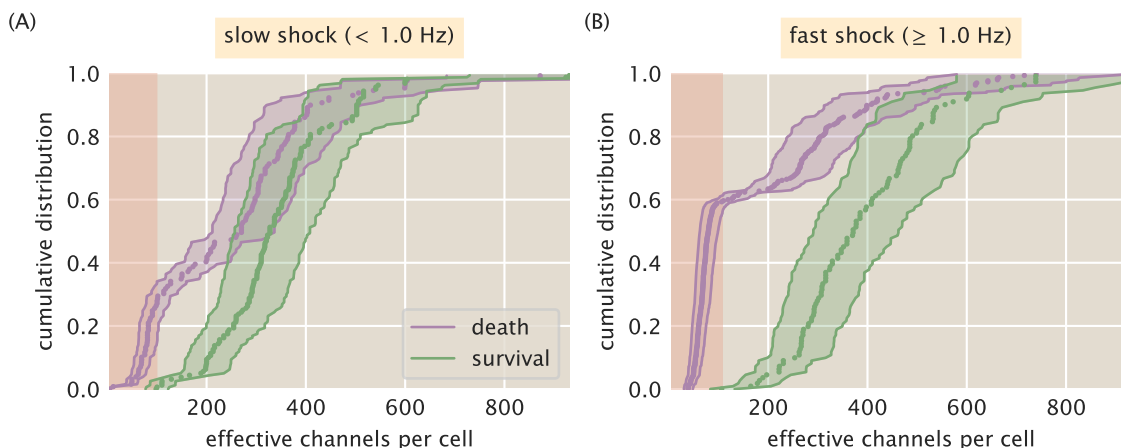 (A)
slow shock (< 1.0 Hz)
1.0
0.8
0.6
0.4
0.2
0.0
cumulative distribution
200 400 600 800
effective channels per cell
death
survival
(B)
fast shock (≥ 1.0 Hz)
1.0
0.8
0.6
0.4
0.2
0.0
cumulative distribution
200 400 600 800
effective channels per cell